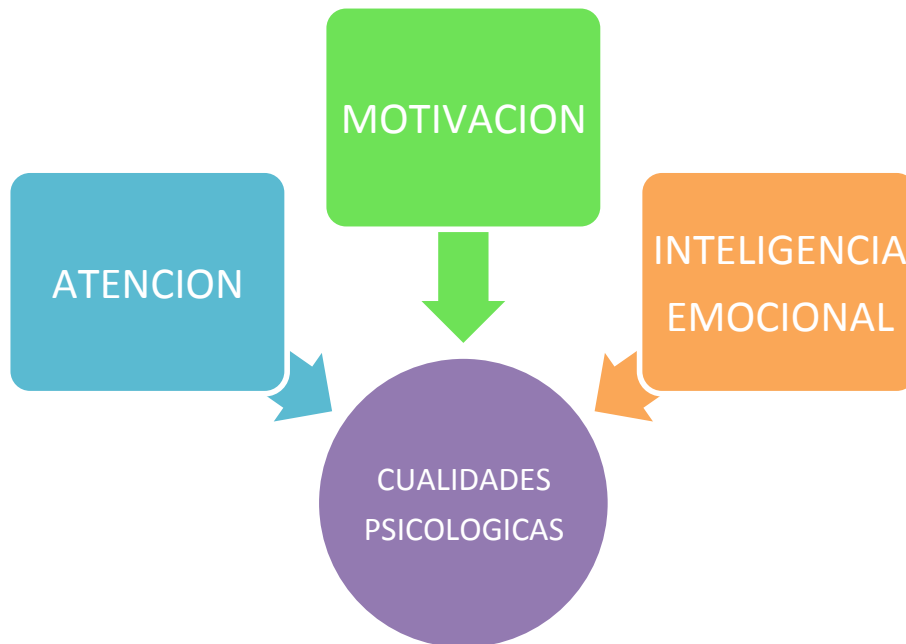 MOTIVACION
ATENCION
INTELIGENCIA
EMOCIONAL
CUALIDADES
PSICOLOGICAS